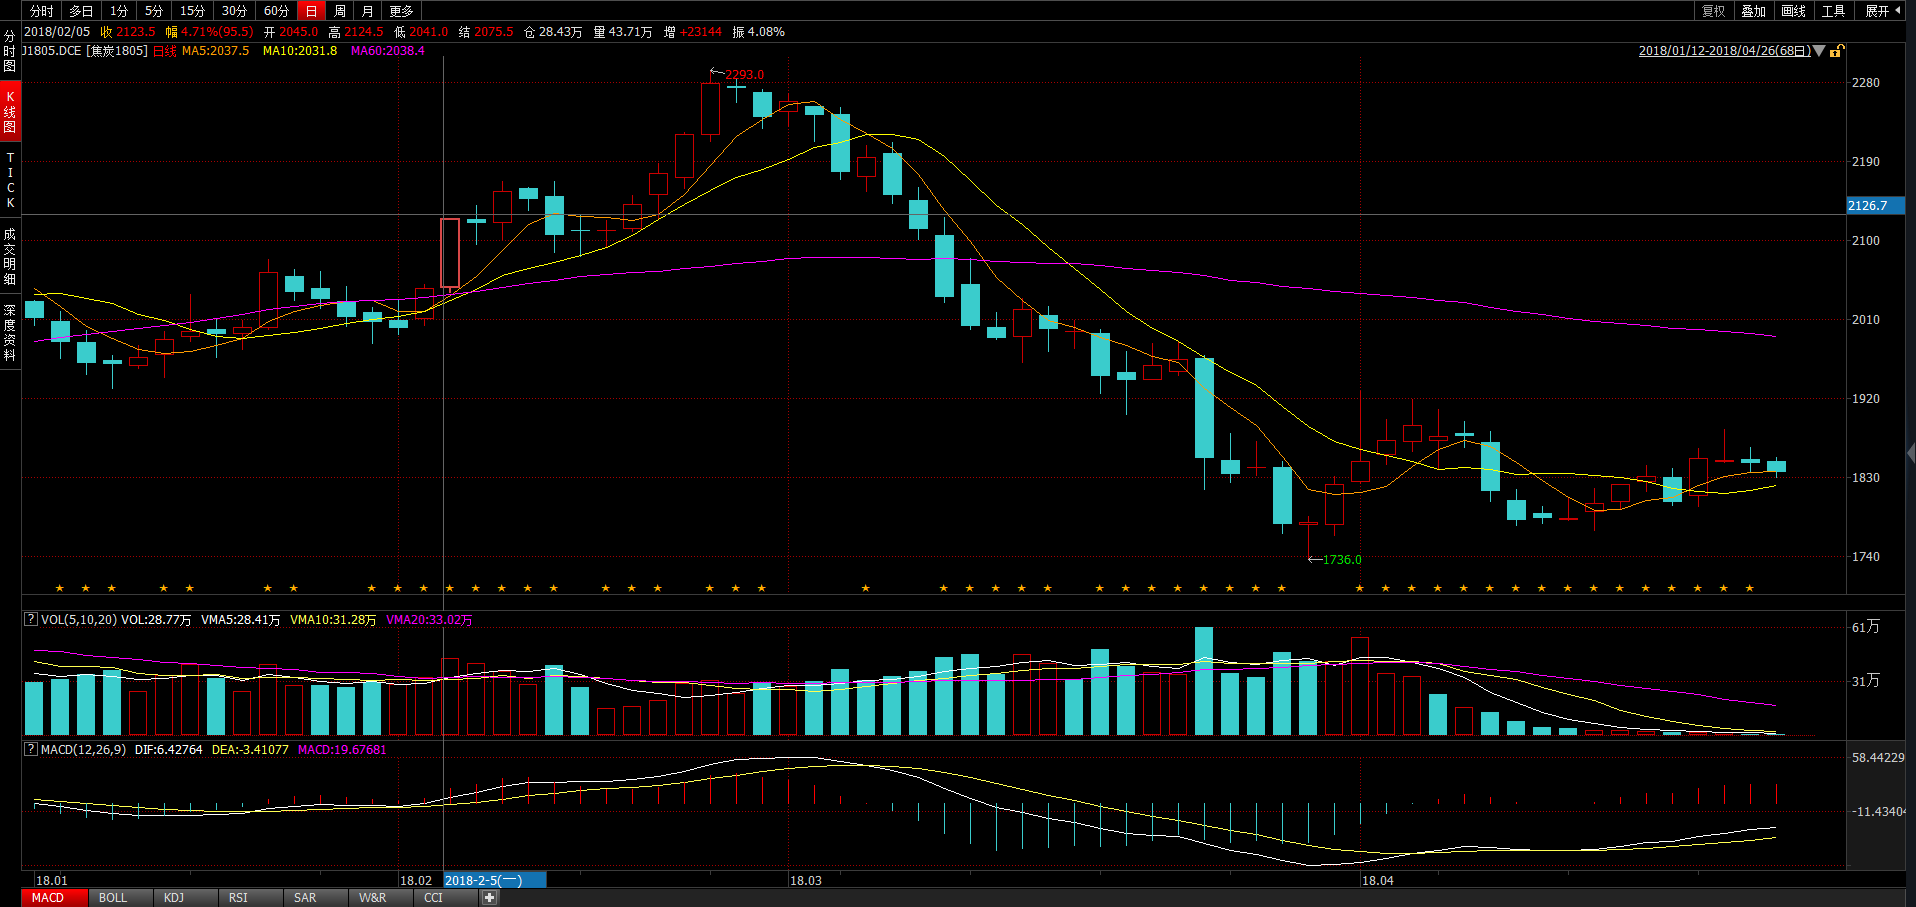 分时 多日 1分 5分 15分 30分 60分 日 周 月 更多 复权 叠加 画线 工具 展开
2018/02/05 收 2123.5 幅 4.71%(95.5) 开 2045.0 高 2124.5 低 2041.0 结 2075.5 仓 28.43万 量 43.71万 增 +23144 振 4.08%
J1805.DCE [焦炭1805] 日线 MA5:2037.5 MA10:2031.8 MA60:2038.4 2018/01/12-2018/04/26(68日)
分时图
K线图
TICK
成交明细
深度资料
2293.0
1736.0
2280
2190
2126.7
2100
2010
1920
1830
1740
? VOL(5,10,20) VOL:28.77万 VMA5:28.41万 VMA10:31.28万 VMA20:33.02万
61万
31万
? MACD(12,26,9) DIF:6.42764 DEA:-3.41077 MACD:19.67681
58.44229
-11.43404
18.01 18.02 2018-2-5(一) 18.03 18.04
MACD BOLL KDJ RSI SAR W&R CCI